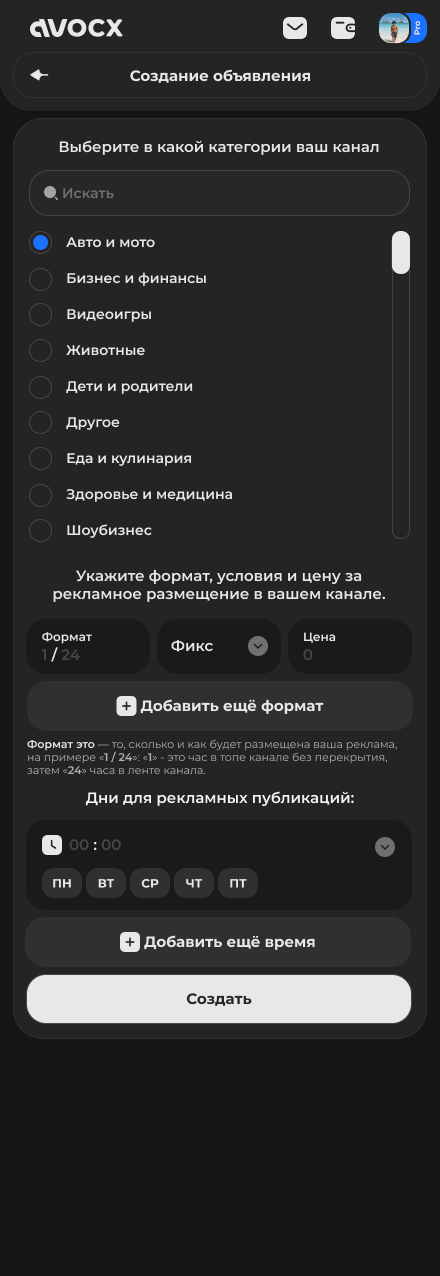 avocx
Pro
Создание объявления
Выберите в какой категории ваш канал
Искать
Авто и мото
Бизнес и финансы
Видеоигры
Животные
Дети и родители
Другое
Еда и кулинария
Здоровье и медицина
Шоубизнес
Укажите формат, условия и цену за
рекламное размещение в вашем канале.
Формат
1 / 24
Фикс
Цена
0
Добавить ещё формат
Формат это — то, сколько и как будет размещена ваша реклама,
на примере «1 / 24»: «1» - это час в топе канале без перекрытия,
затем «24» часа в ленте канала.
Дни для рекламных публикаций:
00 : 00
ПН ВТ СР ЧТ ПТ
Добавить ещё время
Создать